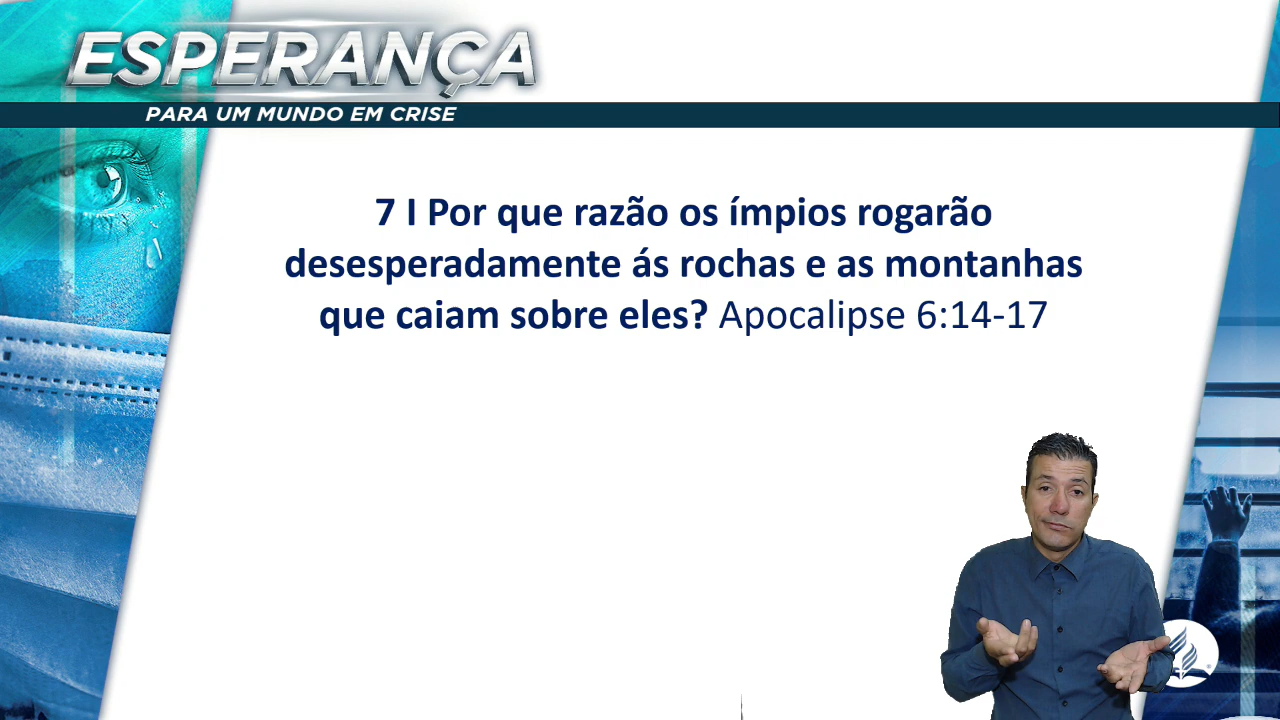 ESPERANÇA
PARA UM MUNDO EM CRISE
7 I Por que razão os ímpios rogarão
desesperadamente ás rochas e as montanhas
que caiam sobre eles? Apocalipse 6:14-17